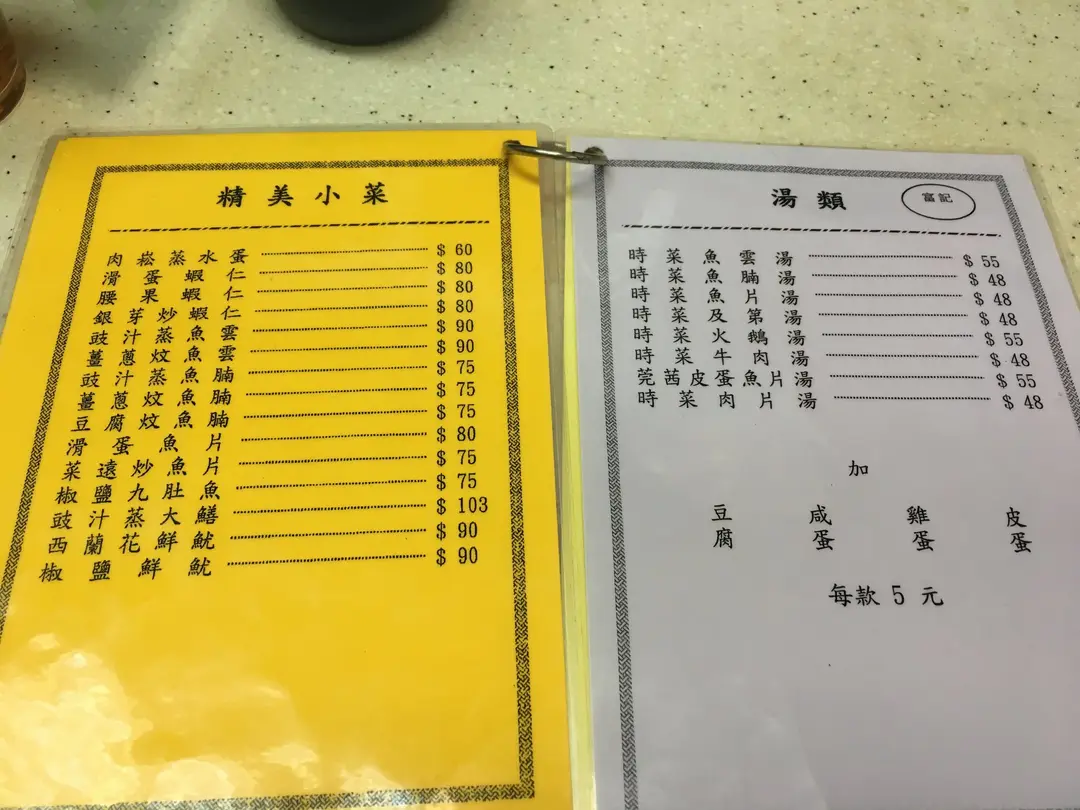 精美小菜
肉崧蒸水蛋 $ 60
滑蛋蝦仁 $ 80
腰果蝦仁 $ 80
銀芽炒蝦仁 $ 80
豉汁蒸魚雲 $ 90
薑蔥炆魚雲 $ 90
豉汁蒸魚腩 $ 75
薑蔥炆魚腩 $ 75
豆腐炆魚腩 $ 75
滑蛋魚片 $ 80
菜遠炒魚片 $ 75
椒鹽九肚魚 $ 75
豉汁蒸大鱔 $ 103
西蘭花鮮魷 $ 90
椒鹽鮮魷 $ 90
湯類 富記
時菜魚雲湯 $ 55
時菜魚腩湯 $ 48
時菜魚片湯 $ 48
時菜及第湯 $ 48
時菜火鵝湯 $ 55
時菜牛肉湯 $ 48
莞茜皮蛋魚片湯 $ 55
時菜肉片湯 $ 48
加
豆腐 咸蛋 雞蛋 皮蛋
每款 5 元